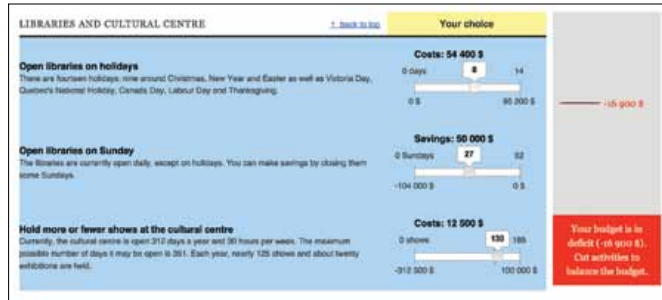 LIBRARIES AND CULTURAL CENTRE
↑ back to top
Your choice
Open libraries on holidays
There are fourteen holidays: nine around Christmas, New Year and Easter as well as Victoria Day,
Quebec's National Holiday, Canada Day, Labour Day and Thanksgiving.
Costs: 54 400 $
0 days 8 14
0 $ 95 200 $
Open libraries on Sunday
The libraries are currently open daily, except on holidays. You can make savings by closing them
some Sundays.
Savings: 50 000 $
0 Sundays 27 52
-104 000 $ 0 $
Hold more or fewer shows at the cultural centre
Currently, the cultural centre is open 312 days a year and 30 hours per week. The maximum
possible number of days it may be open is 351. Each year, nearly 125 shows and about twenty
exhibitions are held.
Costs: 12 500 $
0 shows 130 165
-312 500 $ 100 000 $
-16 900 $
Your budget is in
deficit (-16 900 $).
Cut activities to
balance the budget.